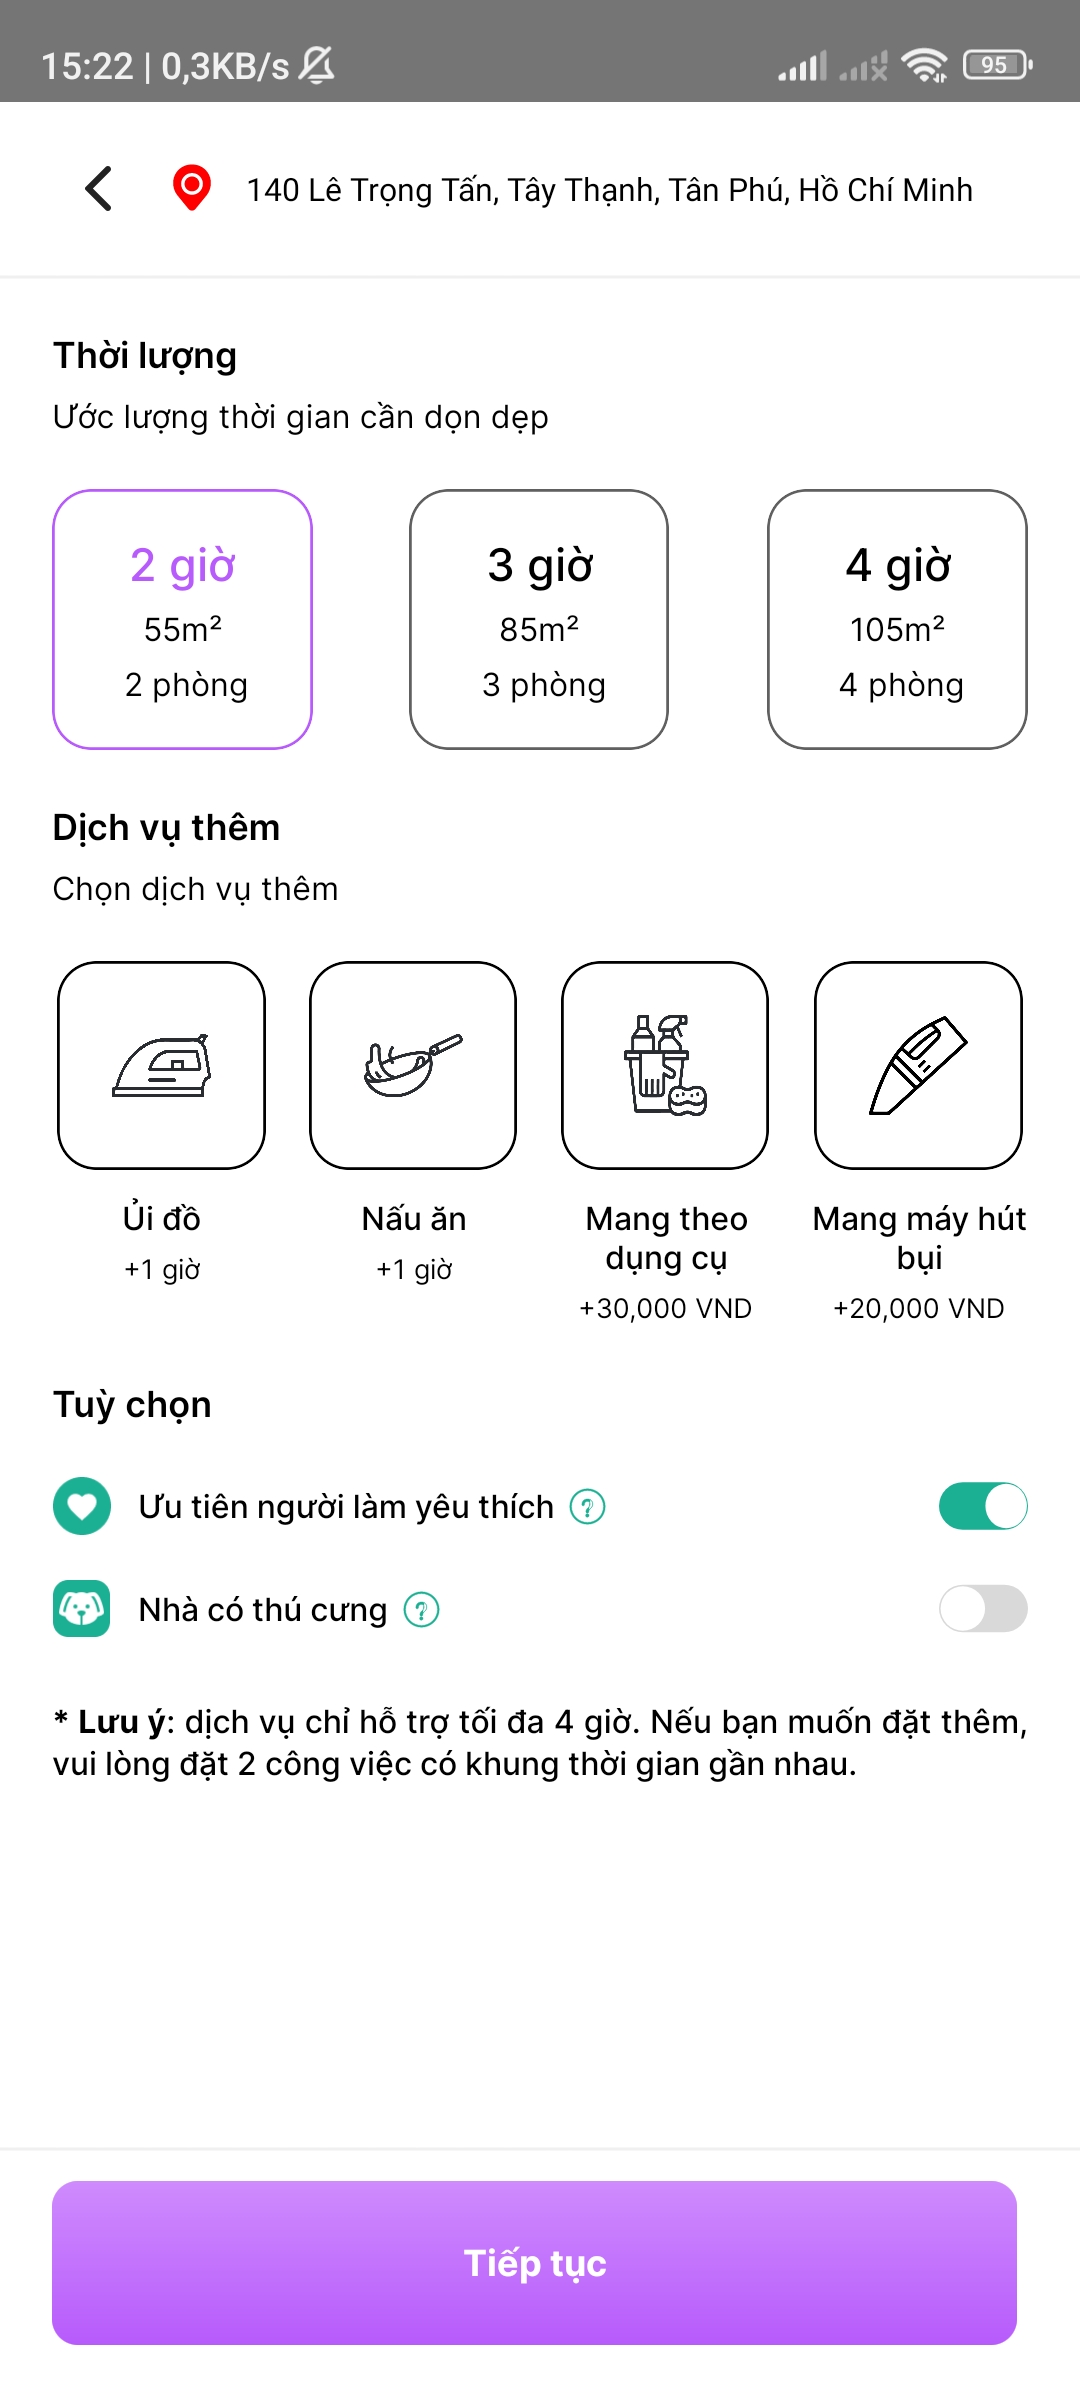 15:22 | 0,3KB/s
95
140 Lê Trọng Tấn, Tây Thạnh, Tân Phú, Hồ Chí Minh
Thời lượng
Ước lượng thời gian cần dọn dẹp
2 giờ
55m²
2 phòng
3 giờ
85m²
3 phòng
4 giờ
105m²
4 phòng
Dịch vụ thêm
Chọn dịch vụ thêm
Ủi đồ
+1 giờ
Nấu ăn
+1 giờ
Mang theo
dụng cụ
+30,000 VND
Mang máy hút
bụi
+20,000 VND
Tuỳ chọn
Ưu tiên người làm yêu thích ?
Nhà có thú cưng ?
* Lưu ý: dịch vụ chỉ hỗ trợ tối đa 4 giờ. Nếu bạn muốn đặt thêm,
vui lòng đặt 2 công việc có khung thời gian gần nhau.
Tiếp tục